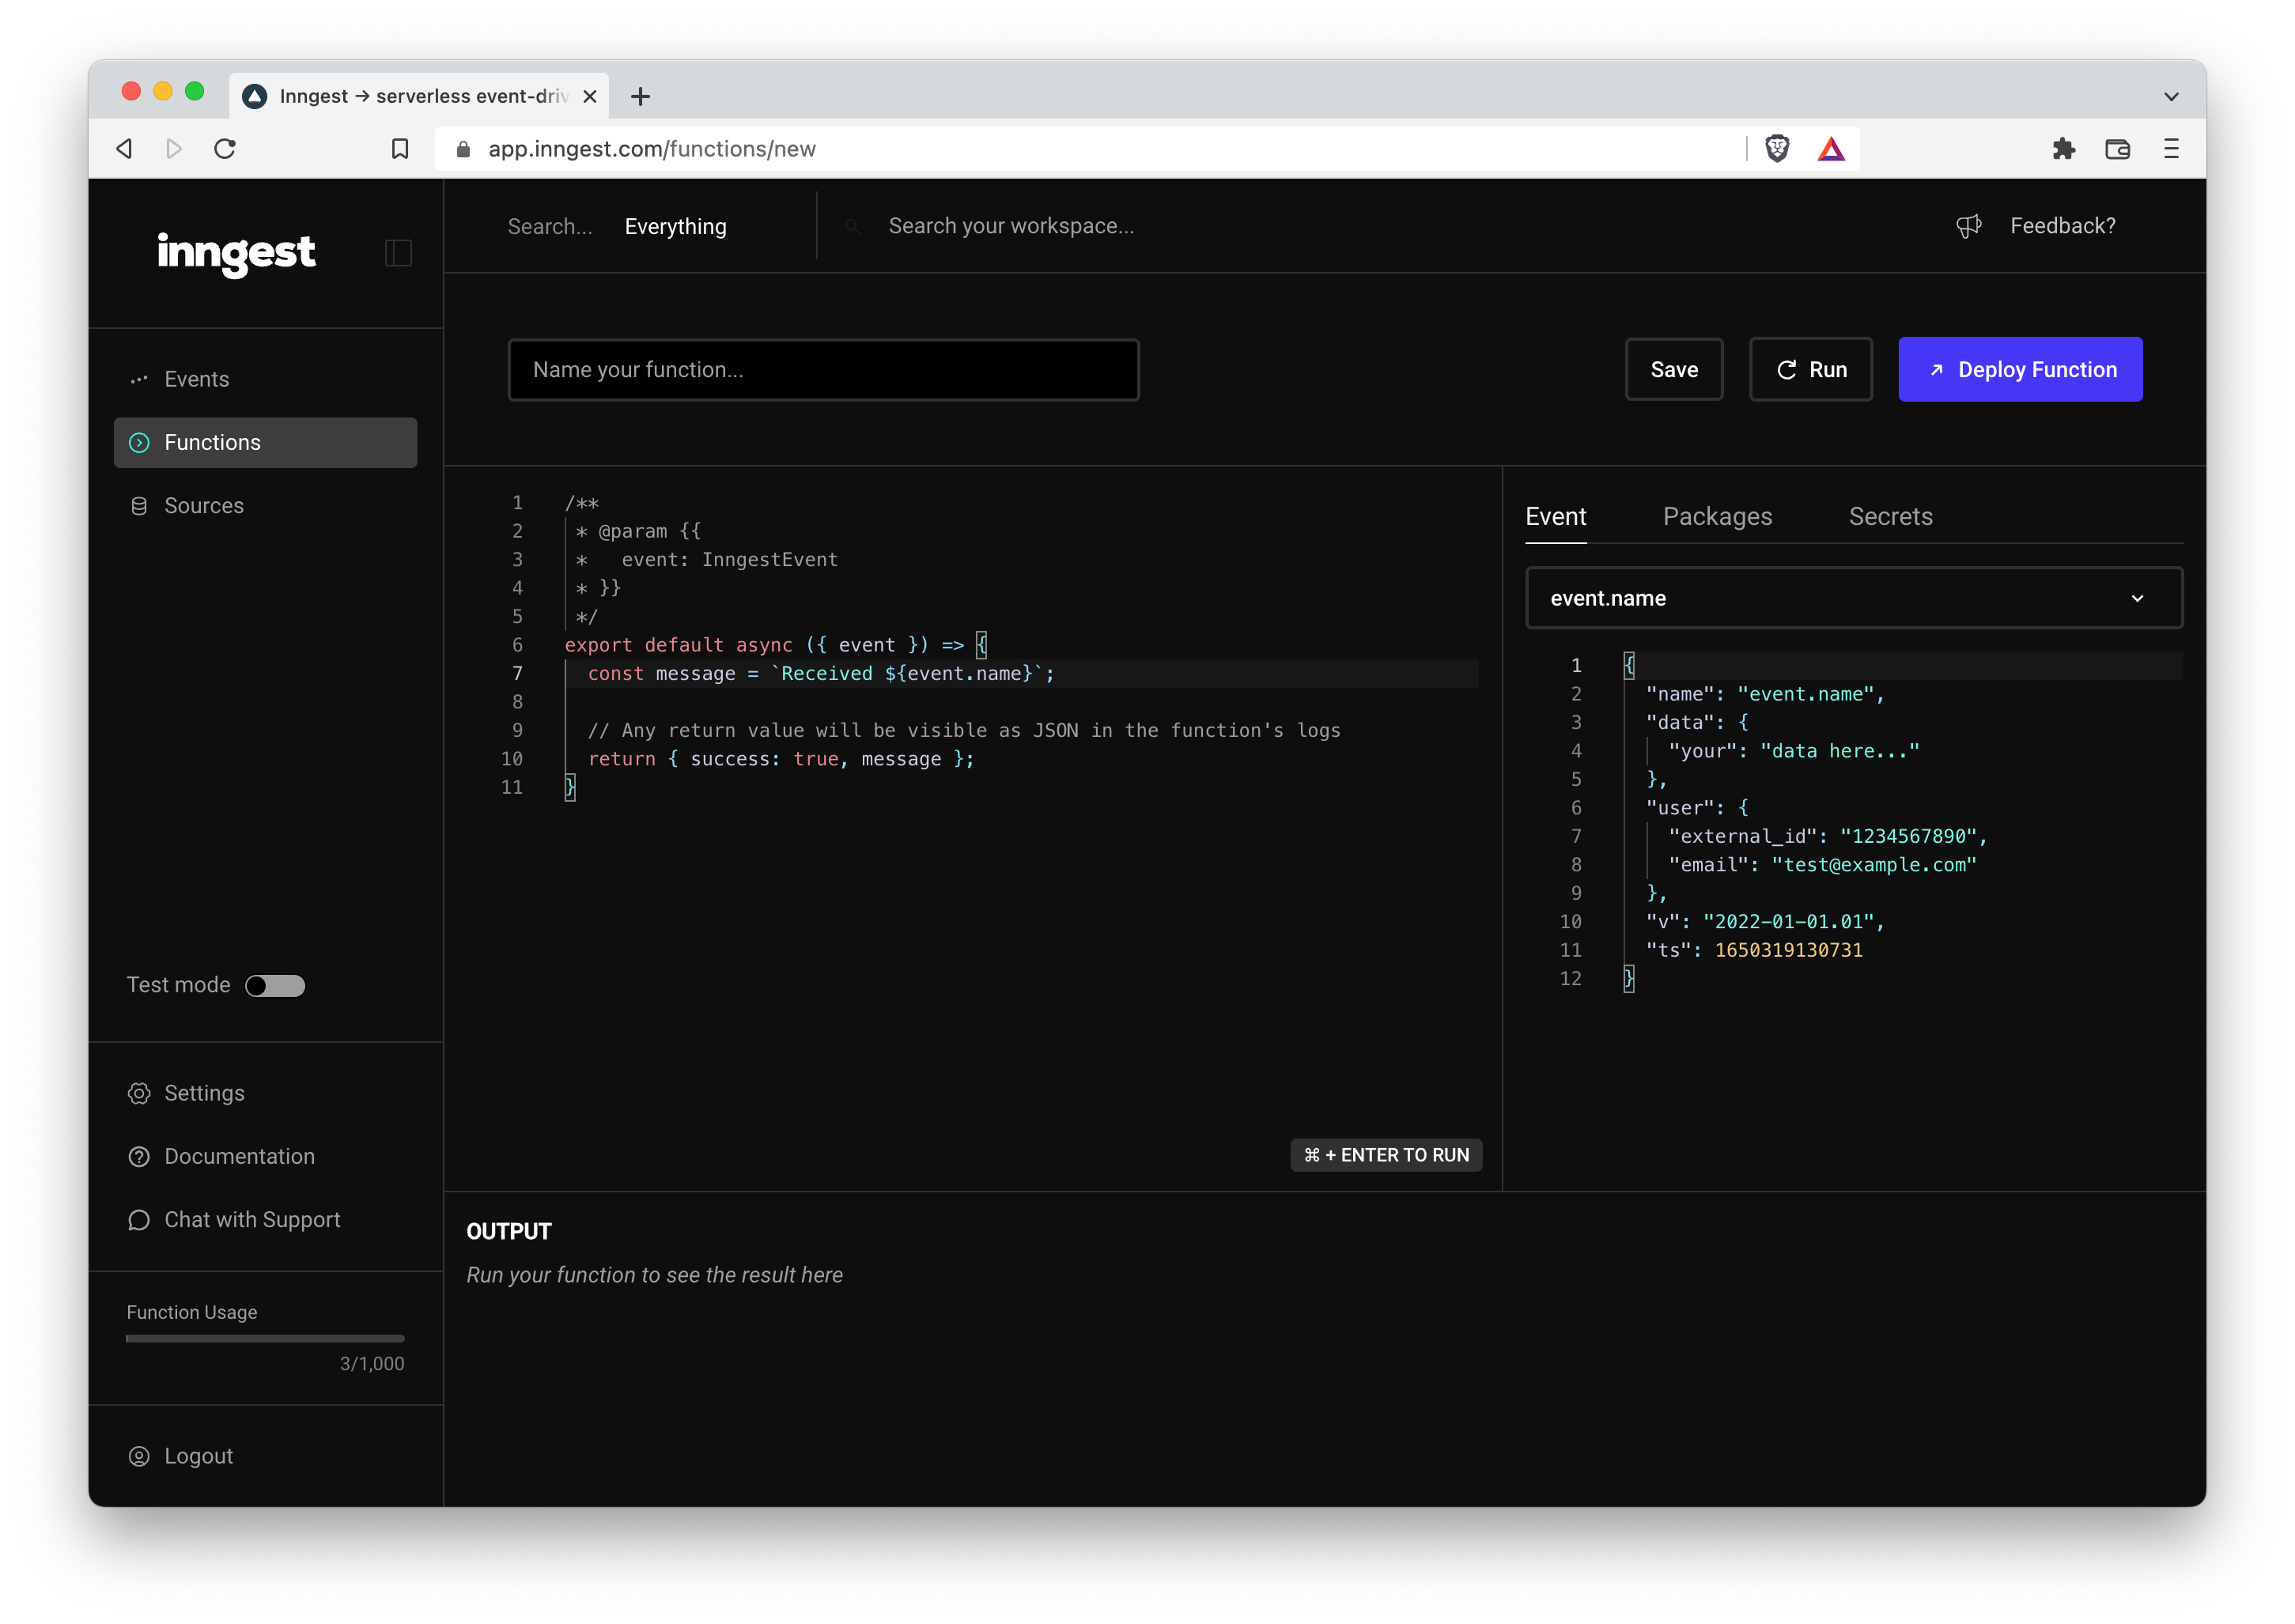 Inngest → serverless event-driv
app.inngest.com/functions/new
inngest
Search... Everything
Search your workspace...
Feedback?
Events
Functions
Sources
Test mode
Settings
Documentation
Chat with Support
Function Usage
3/1,000
Logout
Name your function...
Save
Run
Deploy Function
1 /**
2 * @param {{
3 *   event: InngestEvent
4 * }}
5 */
6 export default async ({ event }) => {
7   const message = `Received ${event.name}`;
8
9   // Any return value will be visible as JSON in the function's logs
10   return { success: true, message };
11 }
⌘ + ENTER TO RUN
Event Packages Secrets
event.name
1 {
2   "name": "event.name",
3   "data": {
4     "your": "data here..."
5   },
6   "user": {
7     "external_id": "1234567890",
8     "email": "test@example.com"
9   },
10   "v": "2022-01-01.01",
11   "ts": 1650319130731
12 }
OUTPUT
Run your function to see the result here